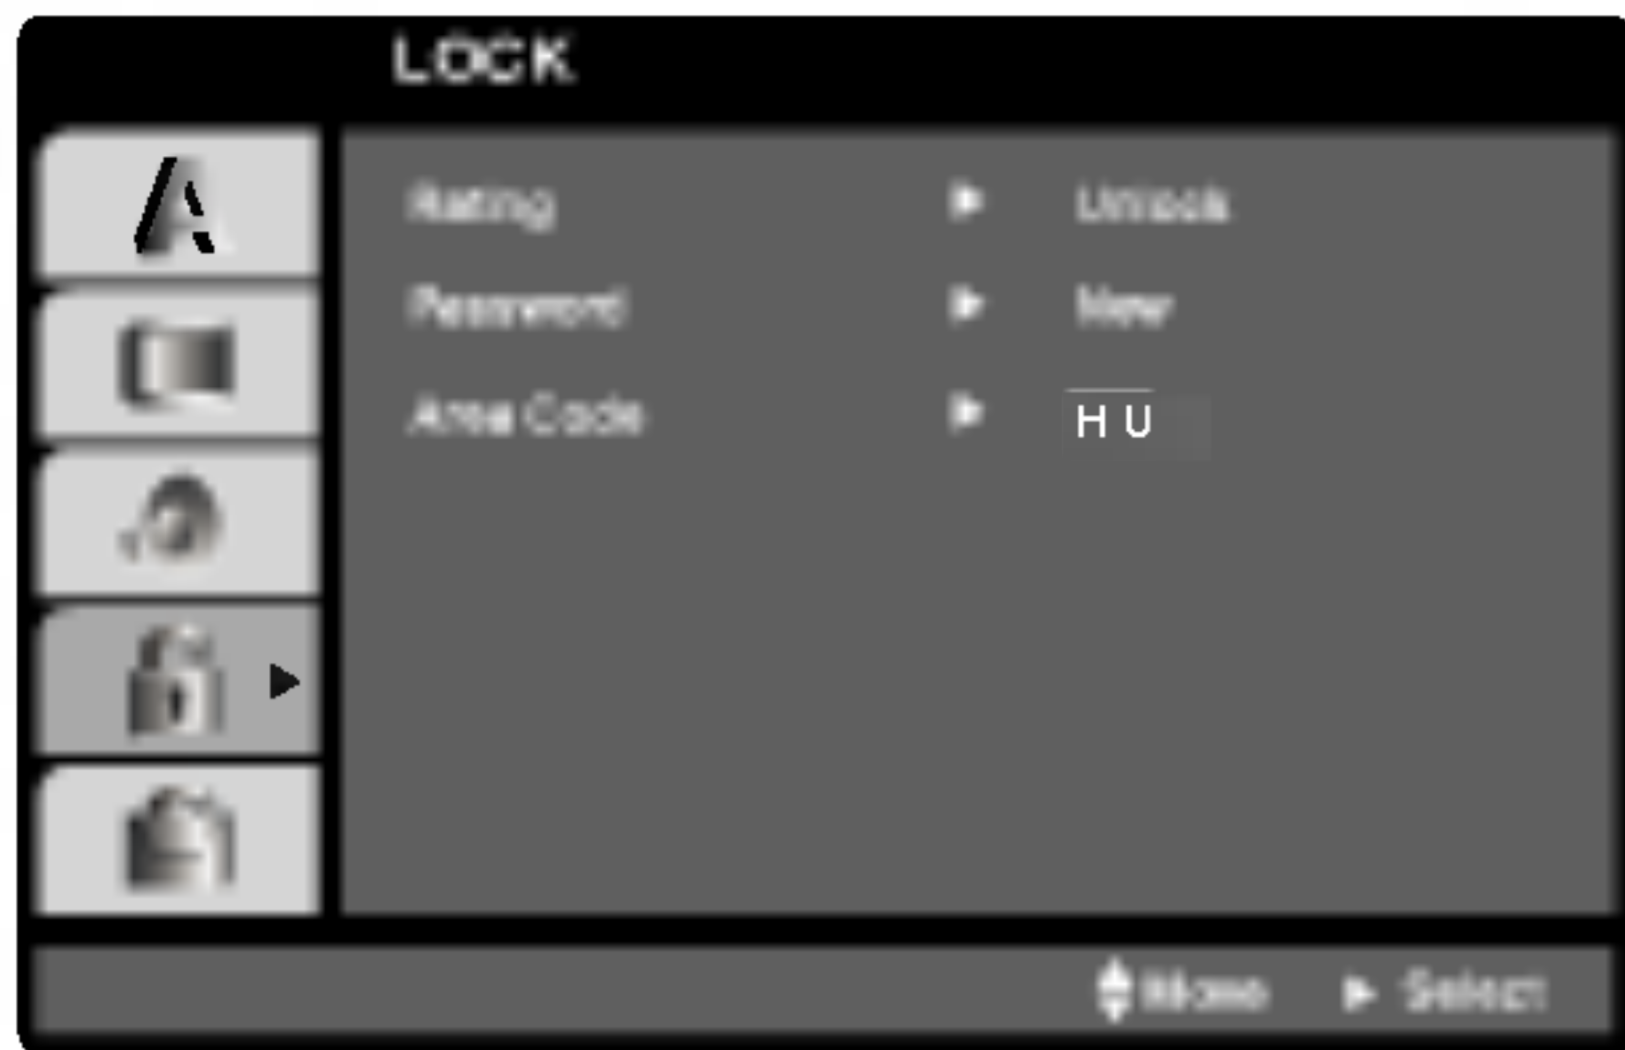 LOCK
Rating ► Unlock
Password ► New
Area Code ► H U
Move ► Select